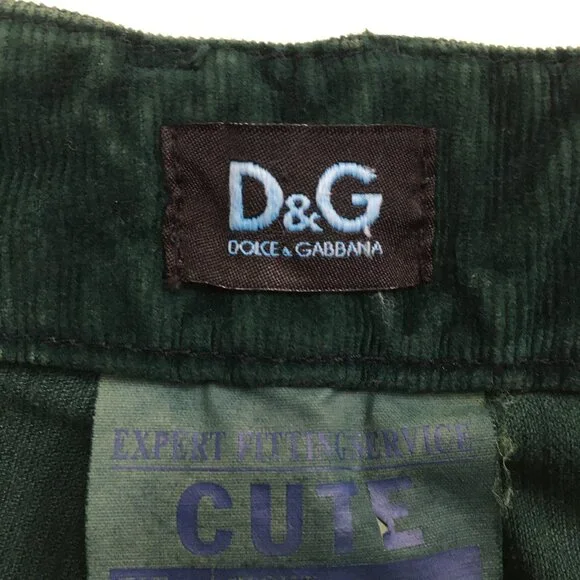 D&G
DOLCE & GABBANA
EXPERT FITTING SERVICE
CUTE